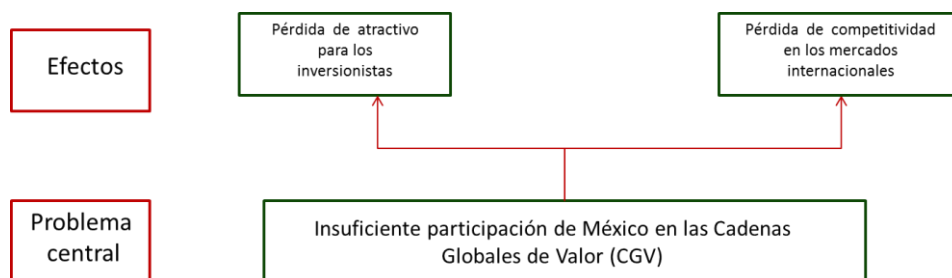 Efectos
Pérdida de atractivo
para los
inversionistas
Pérdida de competitividad
en los mercados
internacionales
Problema
central
Insuficiente participación de México en las Cadenas
Globales de Valor (CGV)